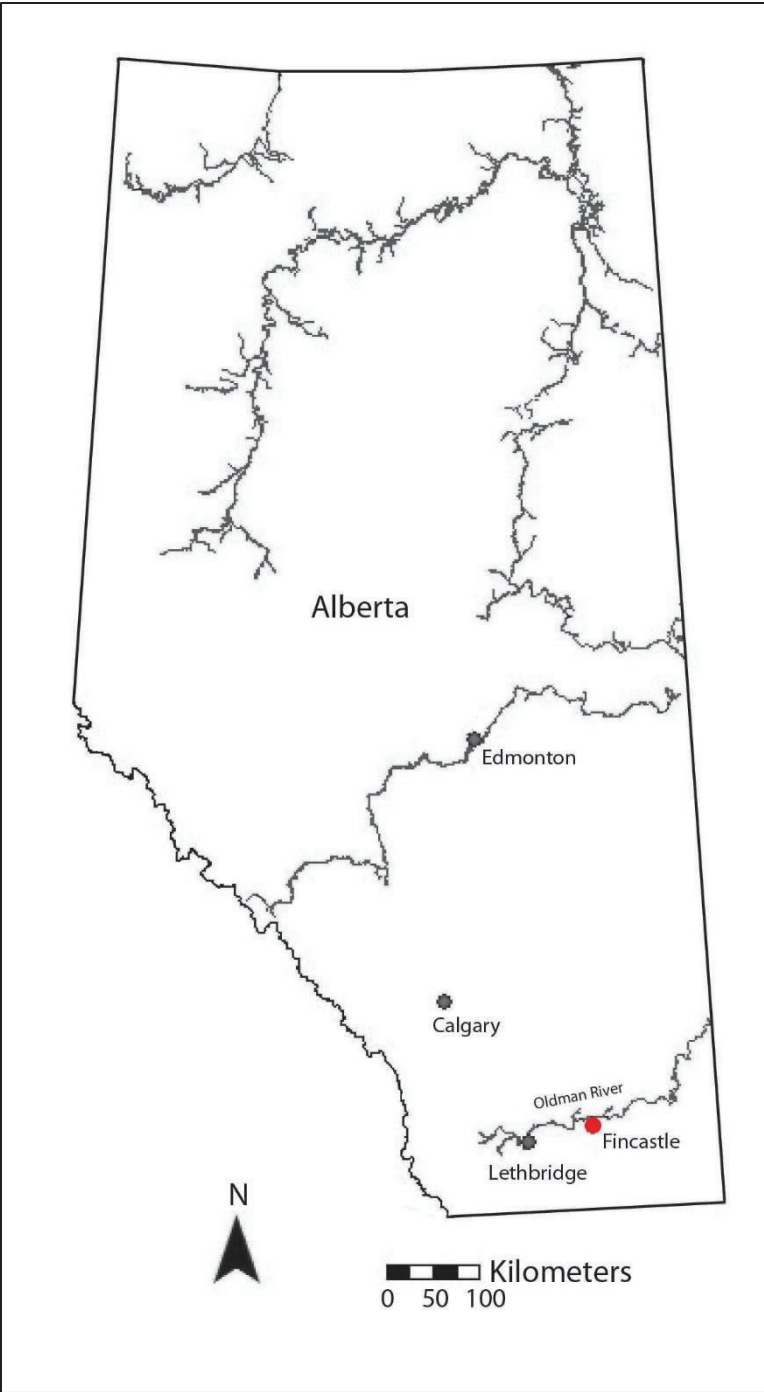 Alberta
Edmonton
Calgary
Oldman River
Fincastle
Lethbridge
N
Kilometers
0 50 100